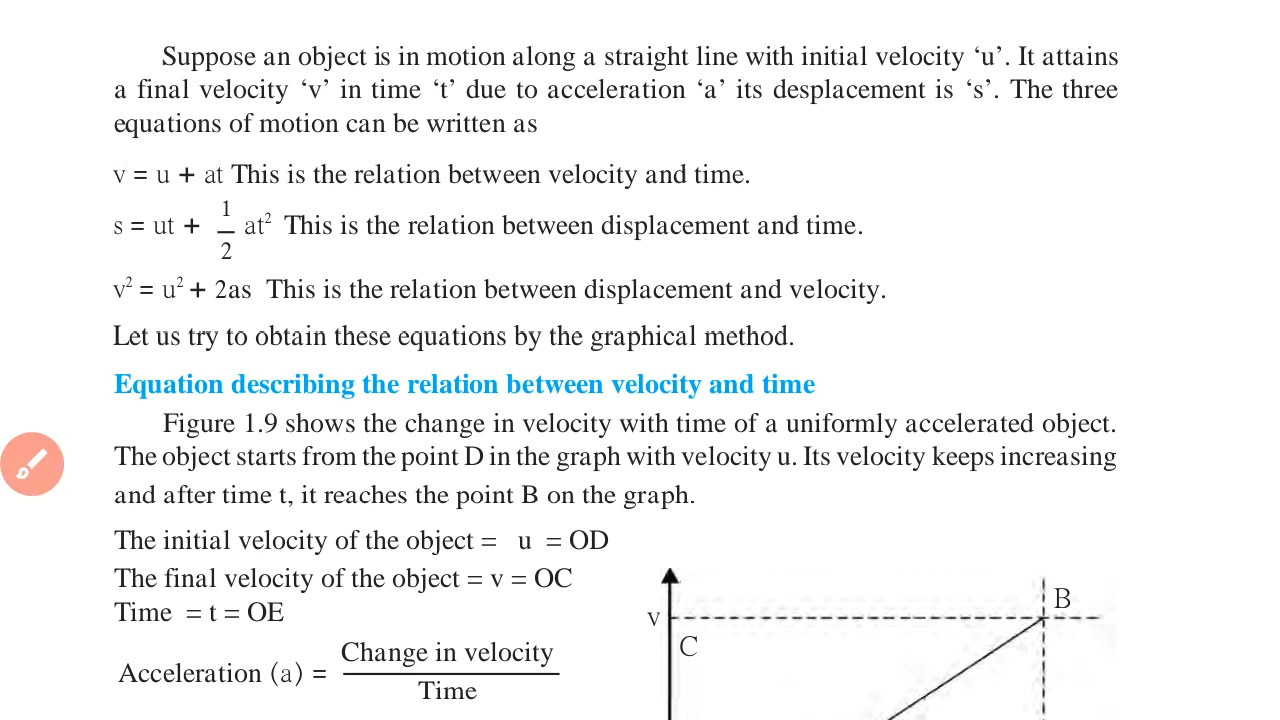 Suppose an object is in motion along a straight line with initial velocity ‘u’. It attains
a final velocity ‘v’ in time ‘t’ due to acceleration ‘a’ its desplacement is ‘s’. The three
equations of motion can be written as
v = u + at This is the relation between velocity and time.
s = ut + 1/2 at² This is the relation between displacement and time.
v² = u² + 2as This is the relation between displacement and velocity.
Let us try to obtain these equations by the graphical method.
Equation describing the relation between velocity and time
Figure 1.9 shows the change in velocity with time of a uniformly accelerated object.
The object starts from the point D in the graph with velocity u. Its velocity keeps increasing
and after time t, it reaches the point B on the graph.
The initial velocity of the object = u = OD
The final velocity of the object = v = OC
Time = t = OE
Acceleration (a) = Change in velocity / Time
B
v
C